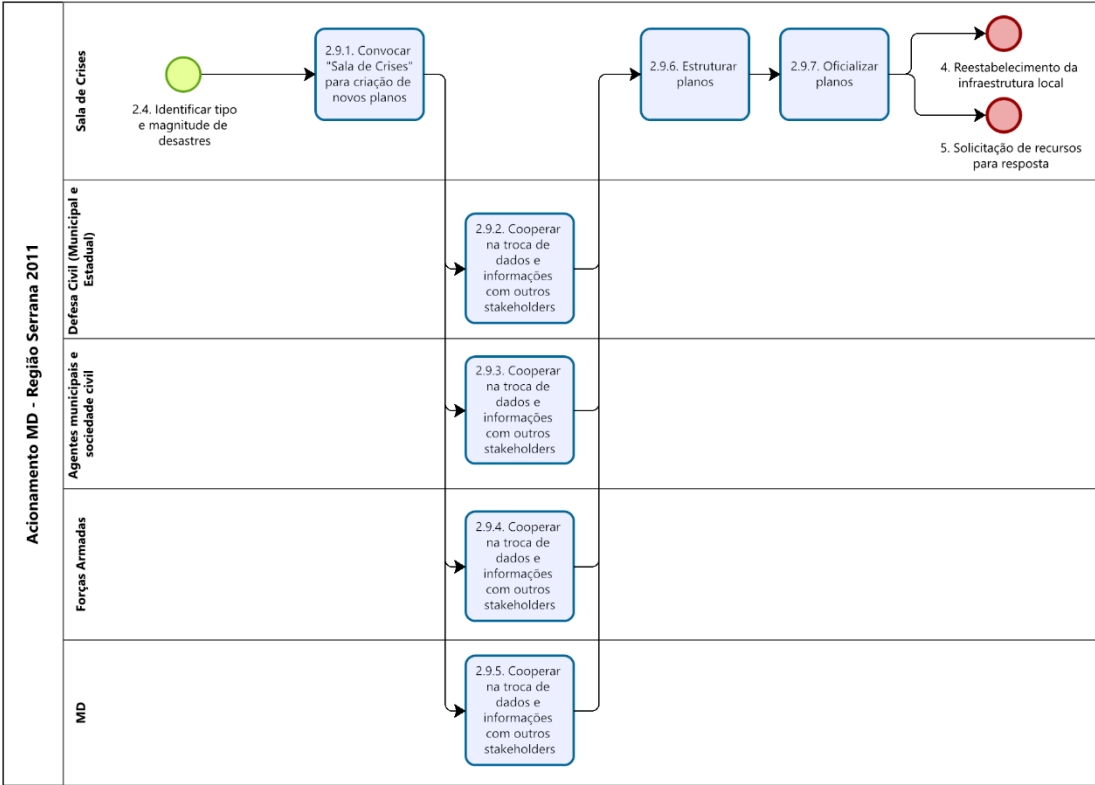 Acionamento MD - Região Serrana 2011
Sala de Crises
2.4. Identificar tipo
e magnitude de
desastres
2.9.1. Convocar
"Sala de Crises"
para criação de
novos planos
2.9.6. Estruturar
planos
2.9.7. Oficializar
planos
4. Reestabelecimento da
infraestrutura local
5. Solicitação de recursos
para resposta
Defesa Civil (Municipal e
Estadual)
2.9.2. Cooperar
na troca de
dados e
informações
com outros
stakeholders
Agentes municipais e
sociedade civil
2.9.3. Cooperar
na troca de
dados e
informações
com outros
stakeholders
Forças Armadas
2.9.4. Cooperar
na troca de
dados e
informações
com outros
stakeholders
MD
2.9.5. Cooperar
na troca de
dados e
informações
com outros
stakeholders